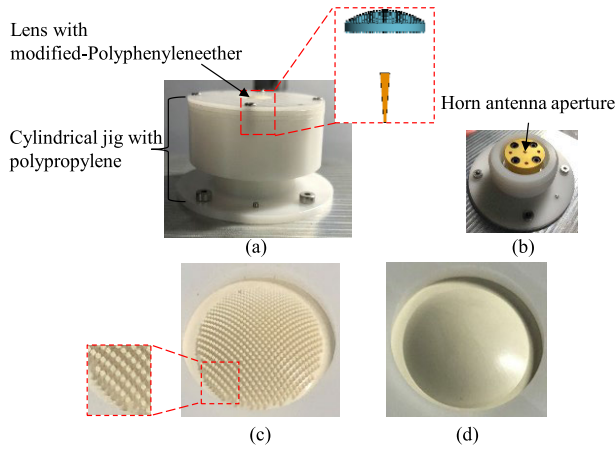 Lens with
modified-Polyphenyleneether
Cylindrical jig with
polypropylene
Horn antenna aperture
(a)
(b)
(c)
(d)